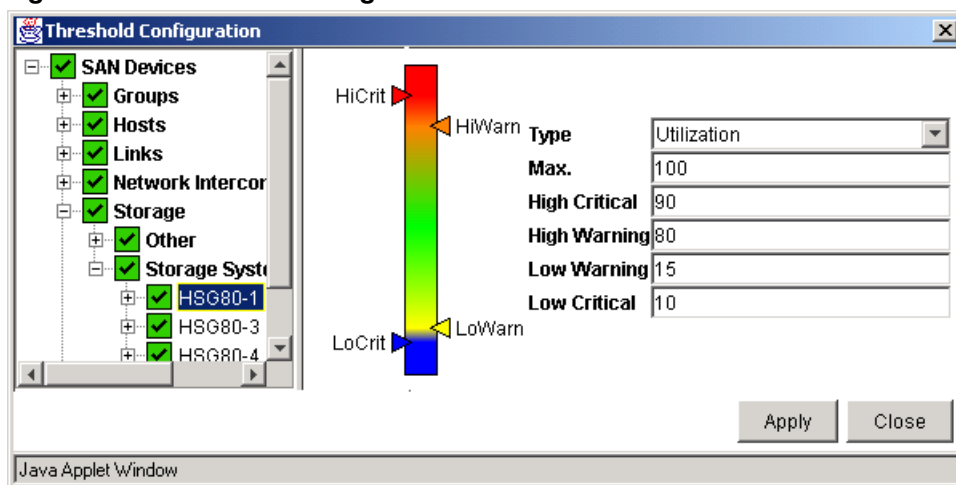 Threshold Configuration
SAN Devices
Groups
Hosts
Links
Network Intercor
Storage
Other
Storage Syste
HSG80-1
HSG80-3
HSG80-4
HiCrit
HiWarn
LoWarn
LoCrit
Type Utilization
Max. 100
High Critical 90
High Warning 80
Low Warning 15
Low Critical 10
Apply Close
Java Applet Window